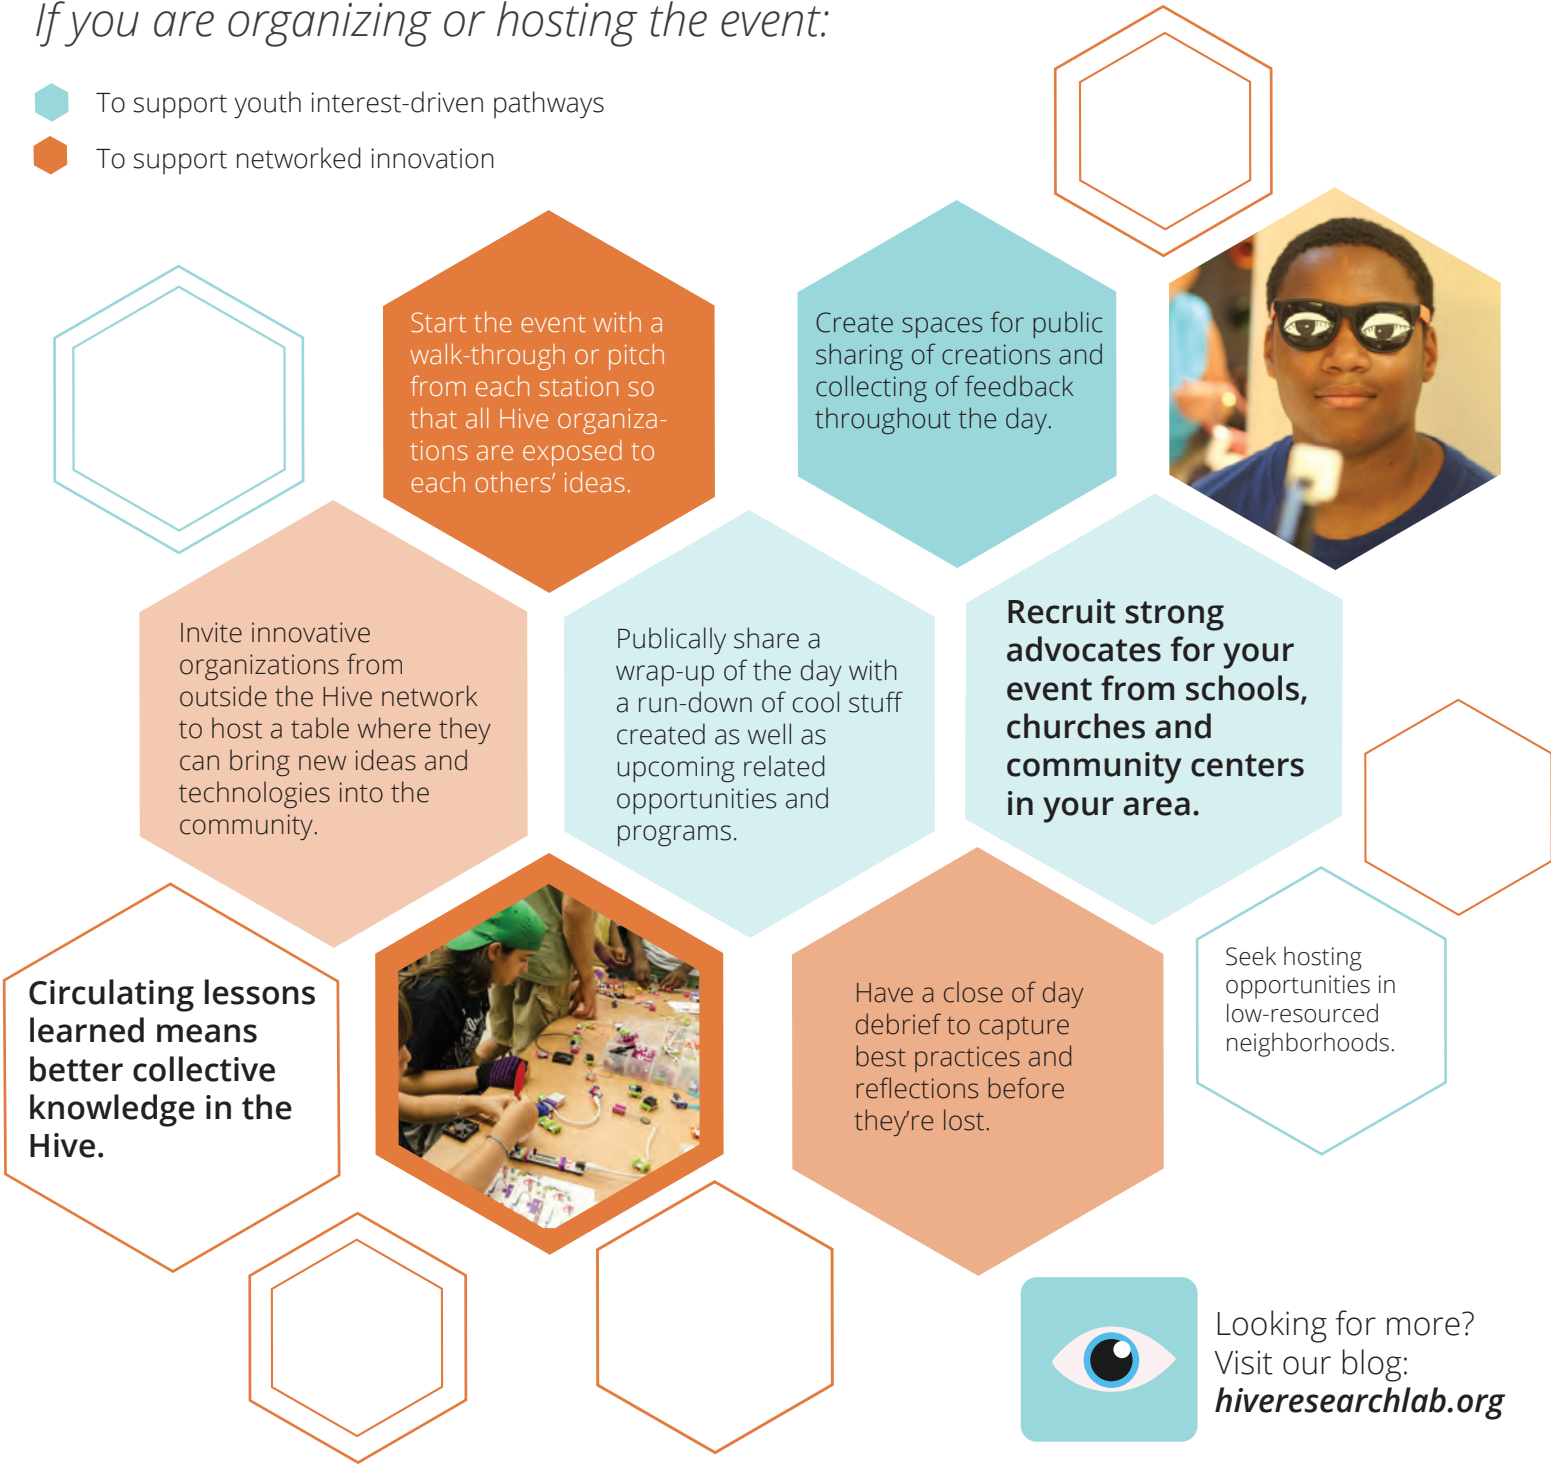 If you are organizing or hosting the event:
To support youth interest-driven pathways
To support networked innovation
Start the event with a
walk-through or pitch
from each station so
that all Hive organiza-
tions are exposed to
each others’ ideas.
Create spaces for public
sharing of creations and
collecting of feedback
throughout the day.
Invite innovative
organizations from
outside the Hive network
to host a table where they
can bring new ideas and
technologies into the
community.
Publically share a
wrap-up of the day with
a run-down of cool stuff
created as well as
upcoming related
opportunities and
programs.
Recruit strong
advocates for your
event from schools,
churches and
community centers
in your area.
Circulating lessons
learned means
better collective
knowledge in the
Hive.
Have a close of day
debrief to capture
best practices and
reflections before
they’re lost.
Seek hosting
opportunities in
low-resourced
neighborhoods.
Looking for more?
Visit our blog:
hiveresearchlab.org